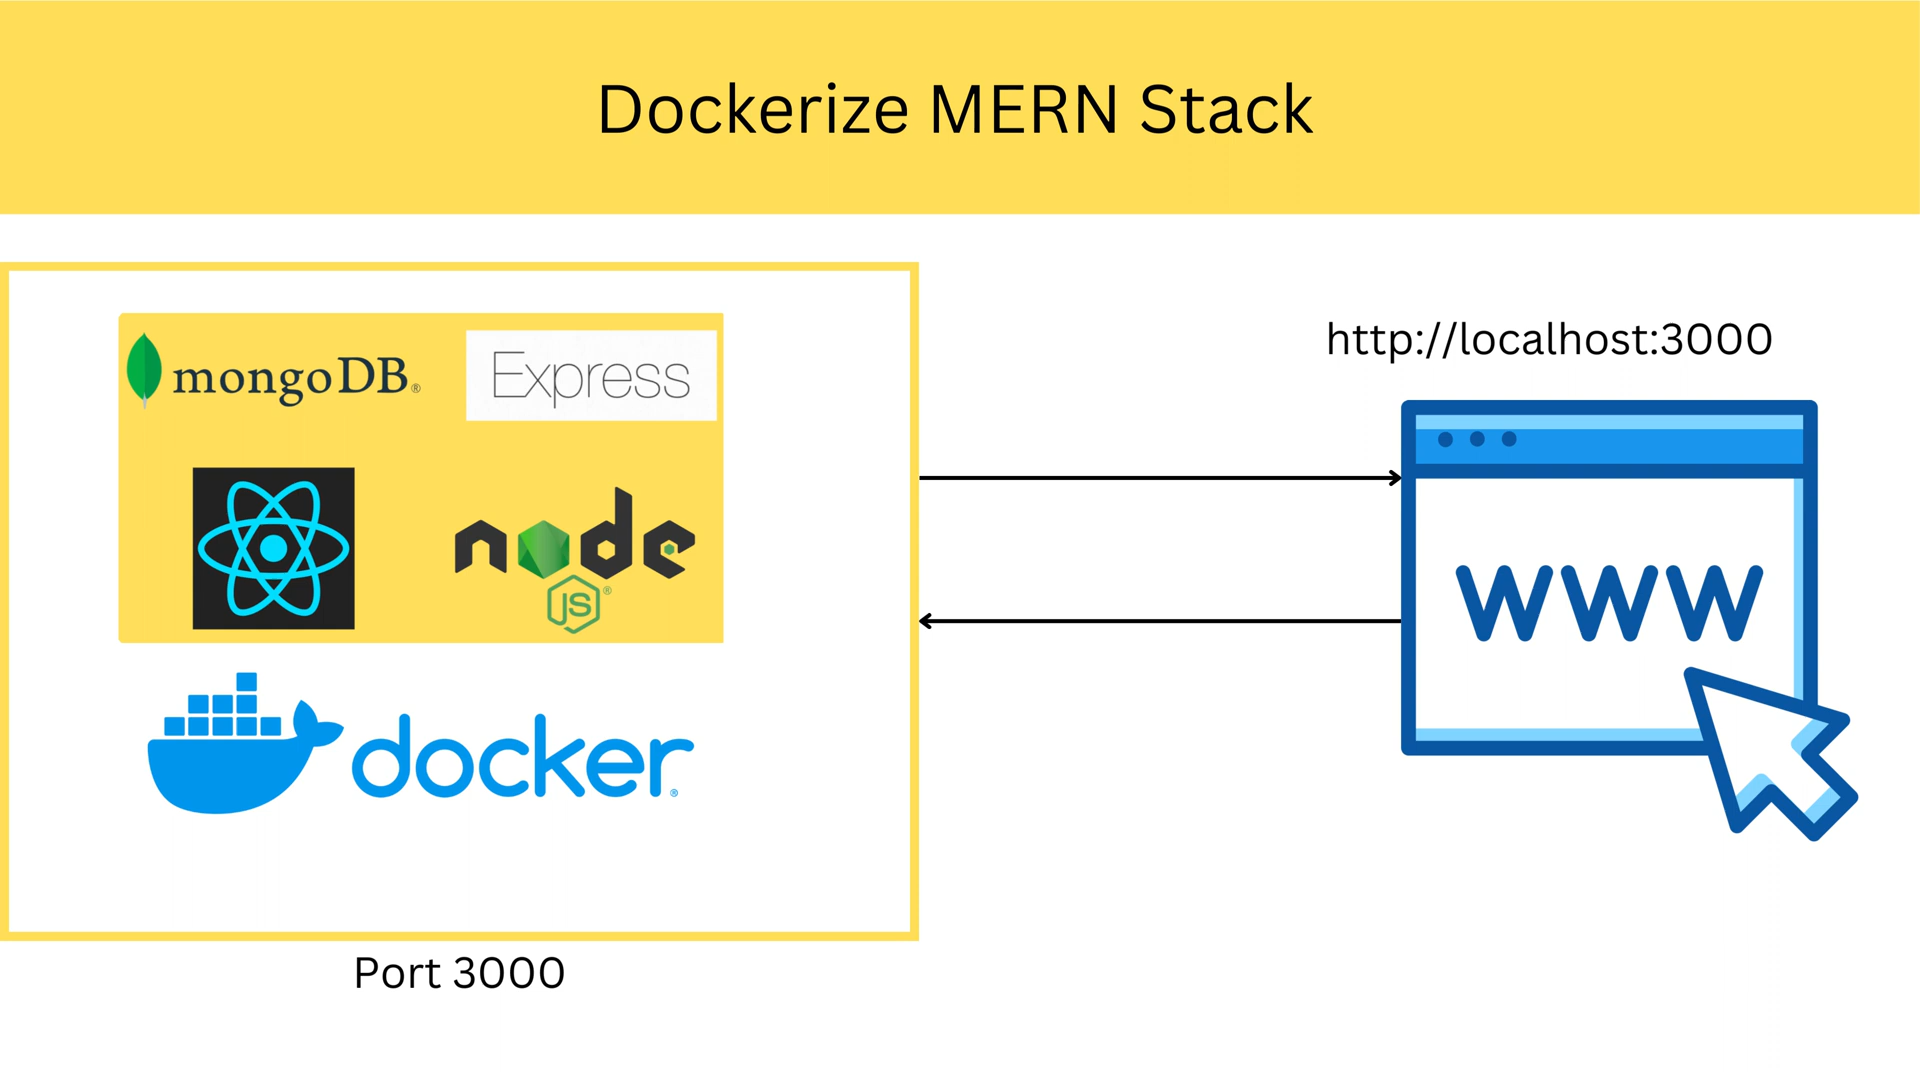 Dockerize MERN Stack
mongoDB®
Express
node
JS®
docker®
Port 3000
http://localhost:3000
www